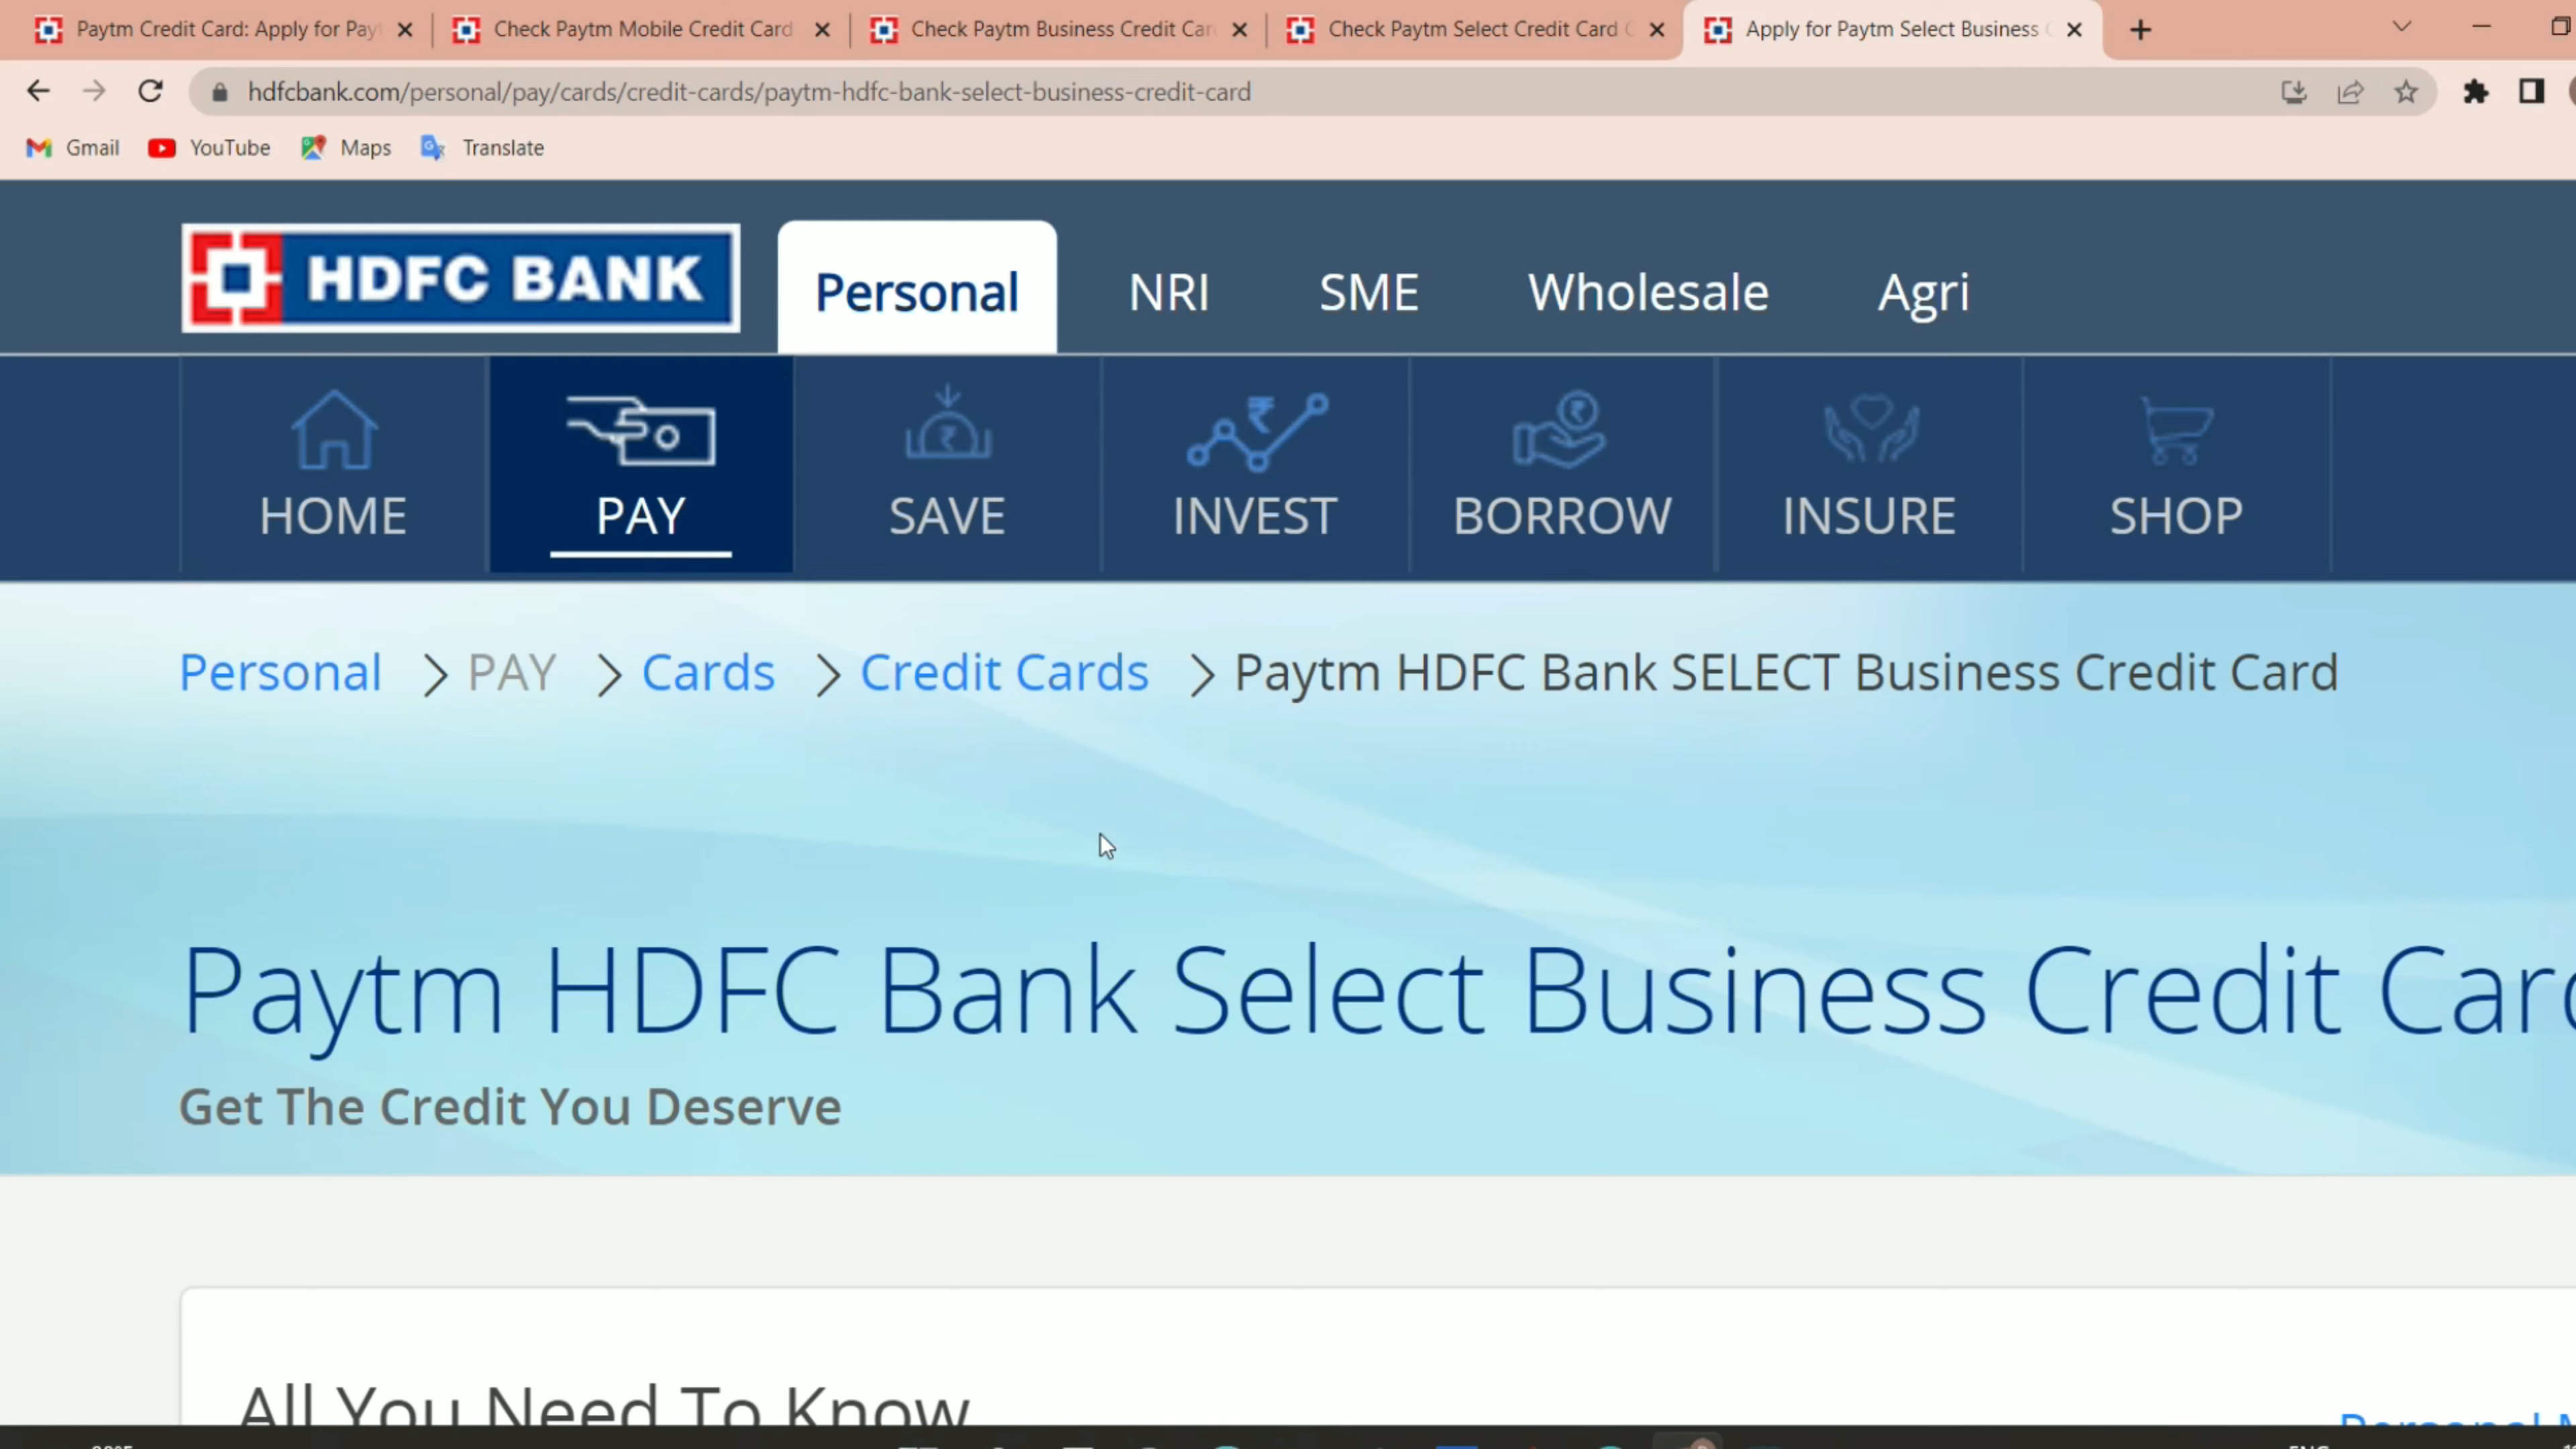 Paytm Credit Card: Apply for Pay
Check Paytm Mobile Credit Card
Check Paytm Business Credit Car
Check Paytm Select Credit Card
Apply for Paytm Select Business
hdfcbank.com/personal/pay/cards/credit-cards/paytm-hdfc-bank-select-business-credit-card
Gmail
YouTube
Maps
Translate
HDFC BANK
Personal
NRI
SME
Wholesale
Agri
HOME
PAY
SAVE
INVEST
BORROW
INSURE
SHOP
Personal > PAY > Cards > Credit Cards > Paytm HDFC Bank SELECT Business Credit Card
Paytm HDFC Bank Select Business Credit Card
Get The Credit You Deserve
All You Need To Know